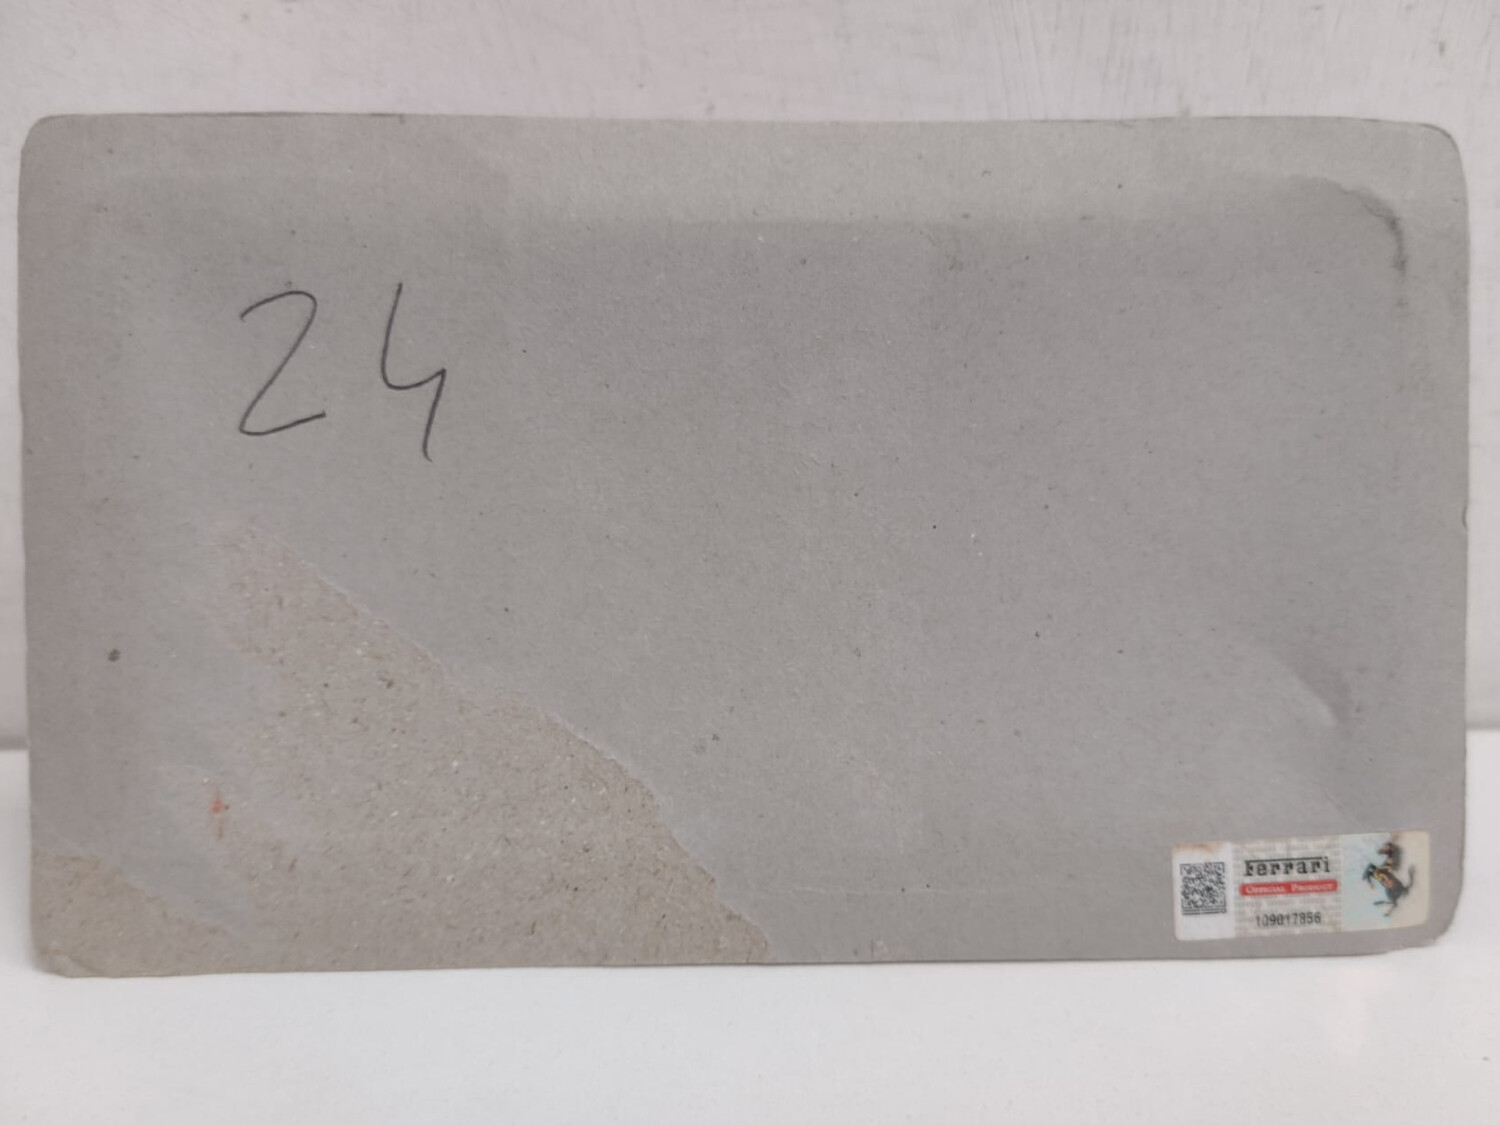 24
Ferrari
OFFICIAL PRODUCT
109017856